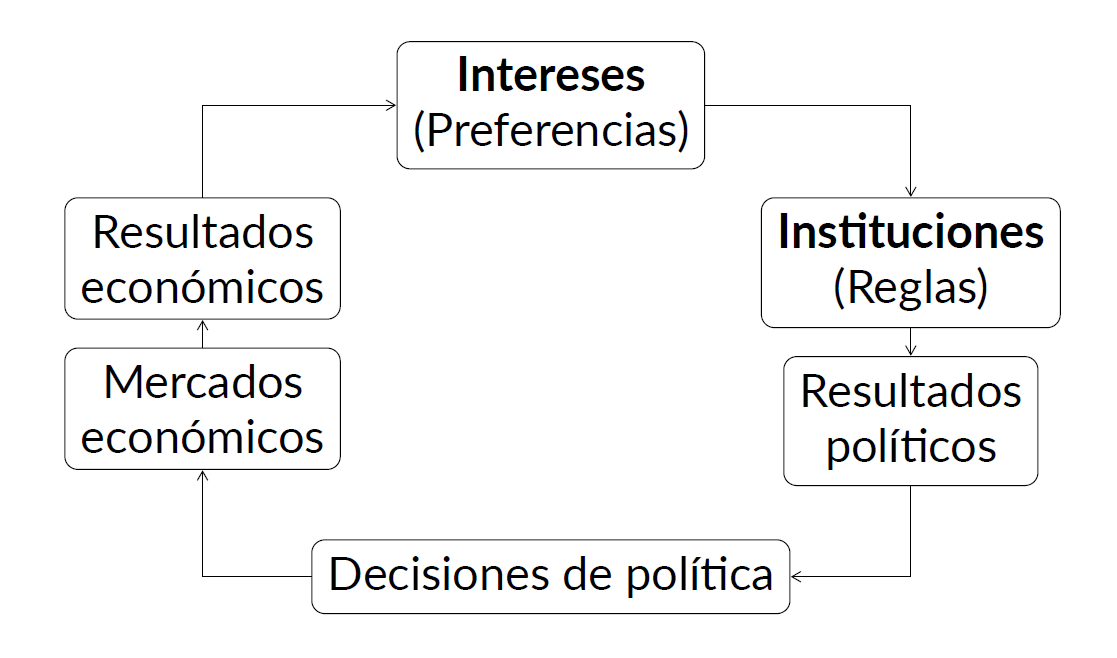 Intereses
(Preferencias)
Resultados
económicos
Instituciones
(Reglas)
Mercados
económicos
Resultados
políticos
Decisiones de política